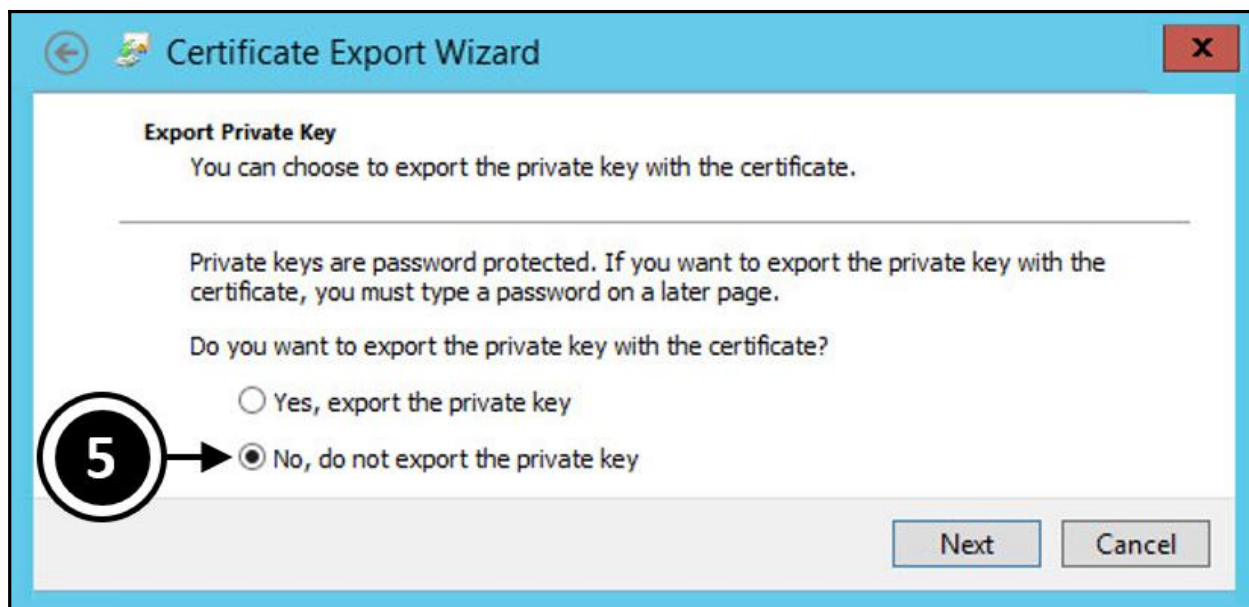 Certificate Export Wizard
x
Export Private Key
You can choose to export the private key with the certificate.
Private keys are password protected. If you want to export the private key with the
certificate, you must type a password on a later page.
Do you want to export the private key with the certificate?
Yes, export the private key
5
No, do not export the private key
Next
Cancel